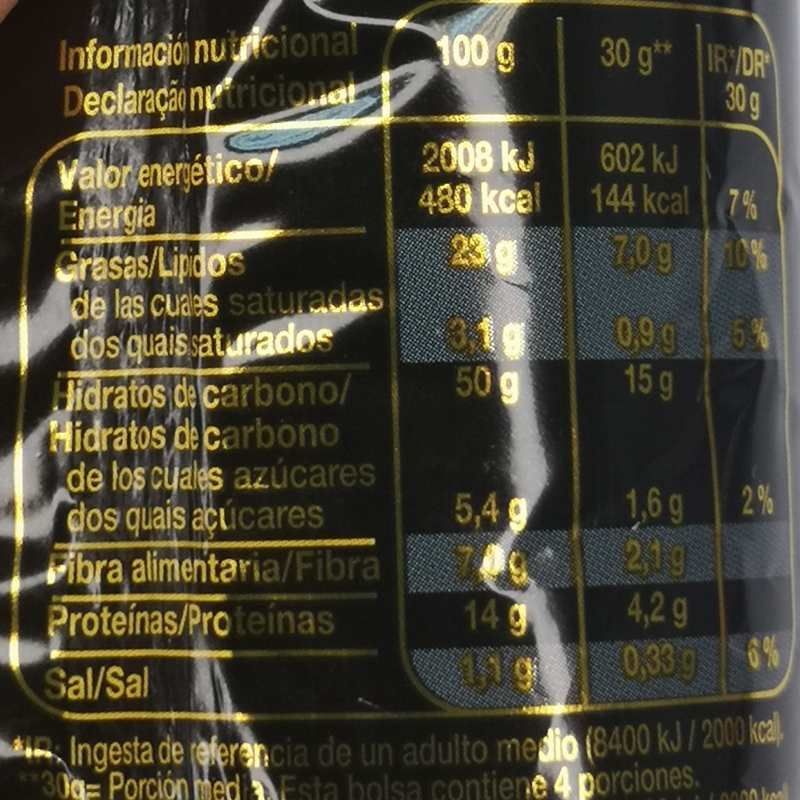 Información nutricional 100 g 30 g** IR*/DR*
Declaração nutricional 30 g
Valor energético/ 2008 kJ 602 kJ
Energia 480 kcal 144 kcal 7%
Grasas/Lípidos 23 g 7,0 g 10%
de las cuales saturadas
dos quais saturados 3,1 g 0,9 g 5%
Hidratos de carbono/ 50 g 15 g
Hidratos de carbono
de los cuales azúcares
dos quais açúcares 5,4 g 1,6 g 2%
Fibra alimentaria/Fibra 2,1 g
Proteínas/Proteínas 14 g 4,2 g
Sal/Sal 1,1 g 0,33 g 6%
*IR: Ingesta de referencia de un adulto medio (8400 kJ / 2000 kcal).
**30g= Porción media. Esta bolsa contiene 4 porciones.